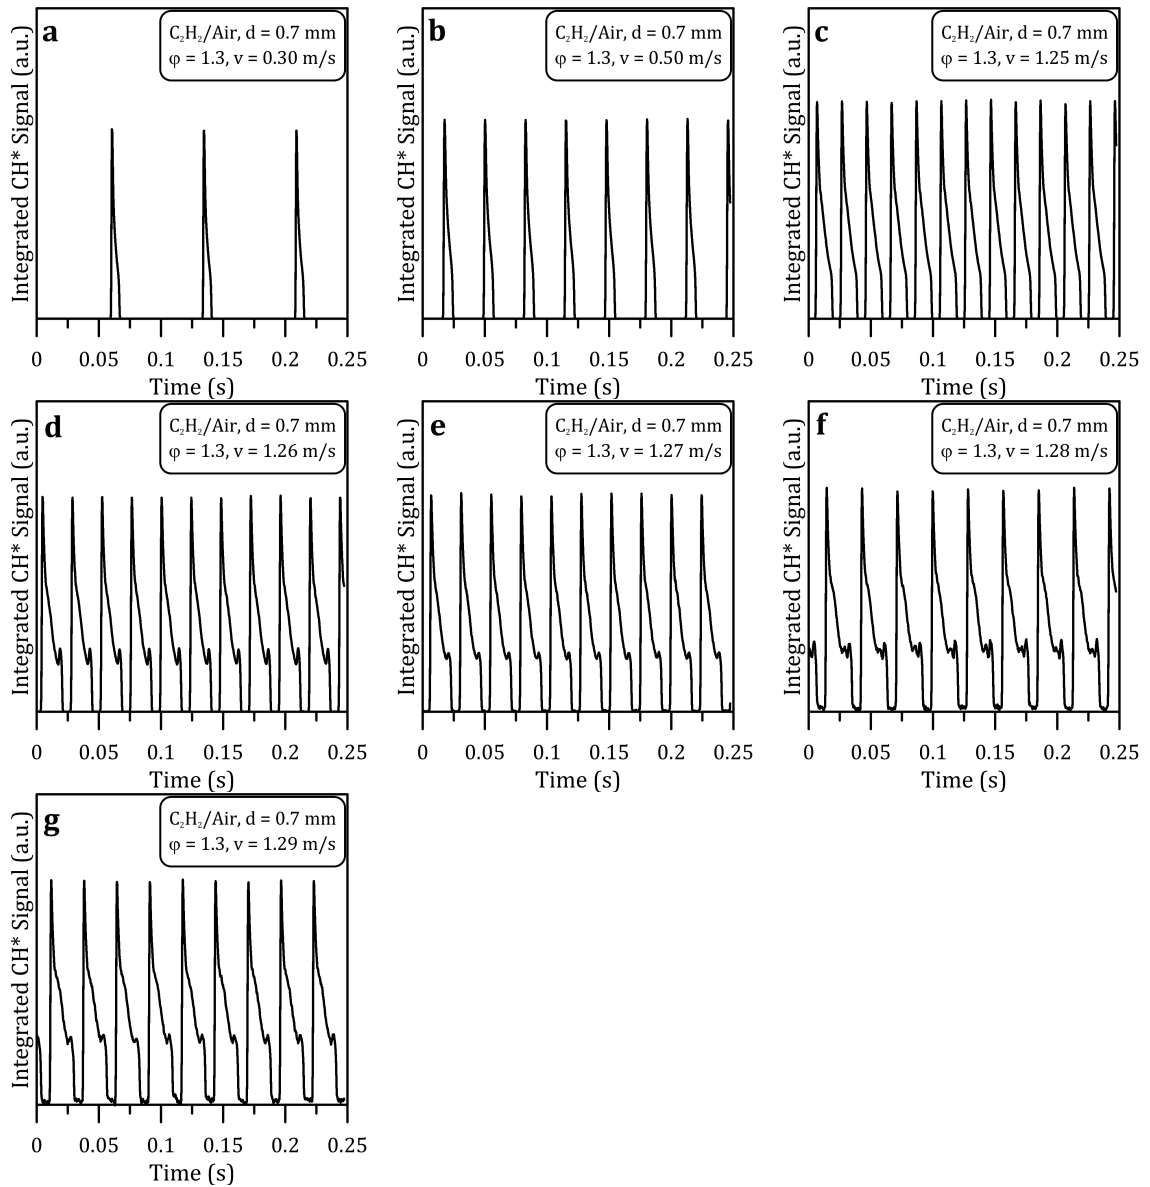 a
C₂H₂/Air, d = 0.7 mm
φ = 1.3, v = 0.30 m/s
Integrated CH* Signal (a.u.)
0 0.05 0.1 0.15 0.2 0.25
Time (s)
b
C₂H₂/Air, d = 0.7 mm
φ = 1.3, v = 0.50 m/s
Integrated CH* Signal (a.u.)
0 0.05 0.1 0.15 0.2 0.25
Time (s)
c
C₂H₂/Air, d = 0.7 mm
φ = 1.3, v = 1.25 m/s
Integrated CH* Signal (a.u.)
0 0.05 0.1 0.15 0.2 0.25
Time (s)
d
C₂H₂/Air, d = 0.7 mm
φ = 1.3, v = 1.26 m/s
Integrated CH* Signal (a.u.)
0 0.05 0.1 0.15 0.2 0.25
Time (s)
e
C₂H₂/Air, d = 0.7 mm
φ = 1.3, v = 1.27 m/s
Integrated CH* Signal (a.u.)
0 0.05 0.1 0.15 0.2 0.25
Time (s)
f
C₂H₂/Air, d = 0.7 mm
φ = 1.3, v = 1.28 m/s
Integrated CH* Signal (a.u.)
0 0.05 0.1 0.15 0.2 0.25
Time (s)
g
C₂H₂/Air, d = 0.7 mm
φ = 1.3, v = 1.29 m/s
Integrated CH* Signal (a.u.)
0 0.05 0.1 0.15 0.2 0.25
Time (s)